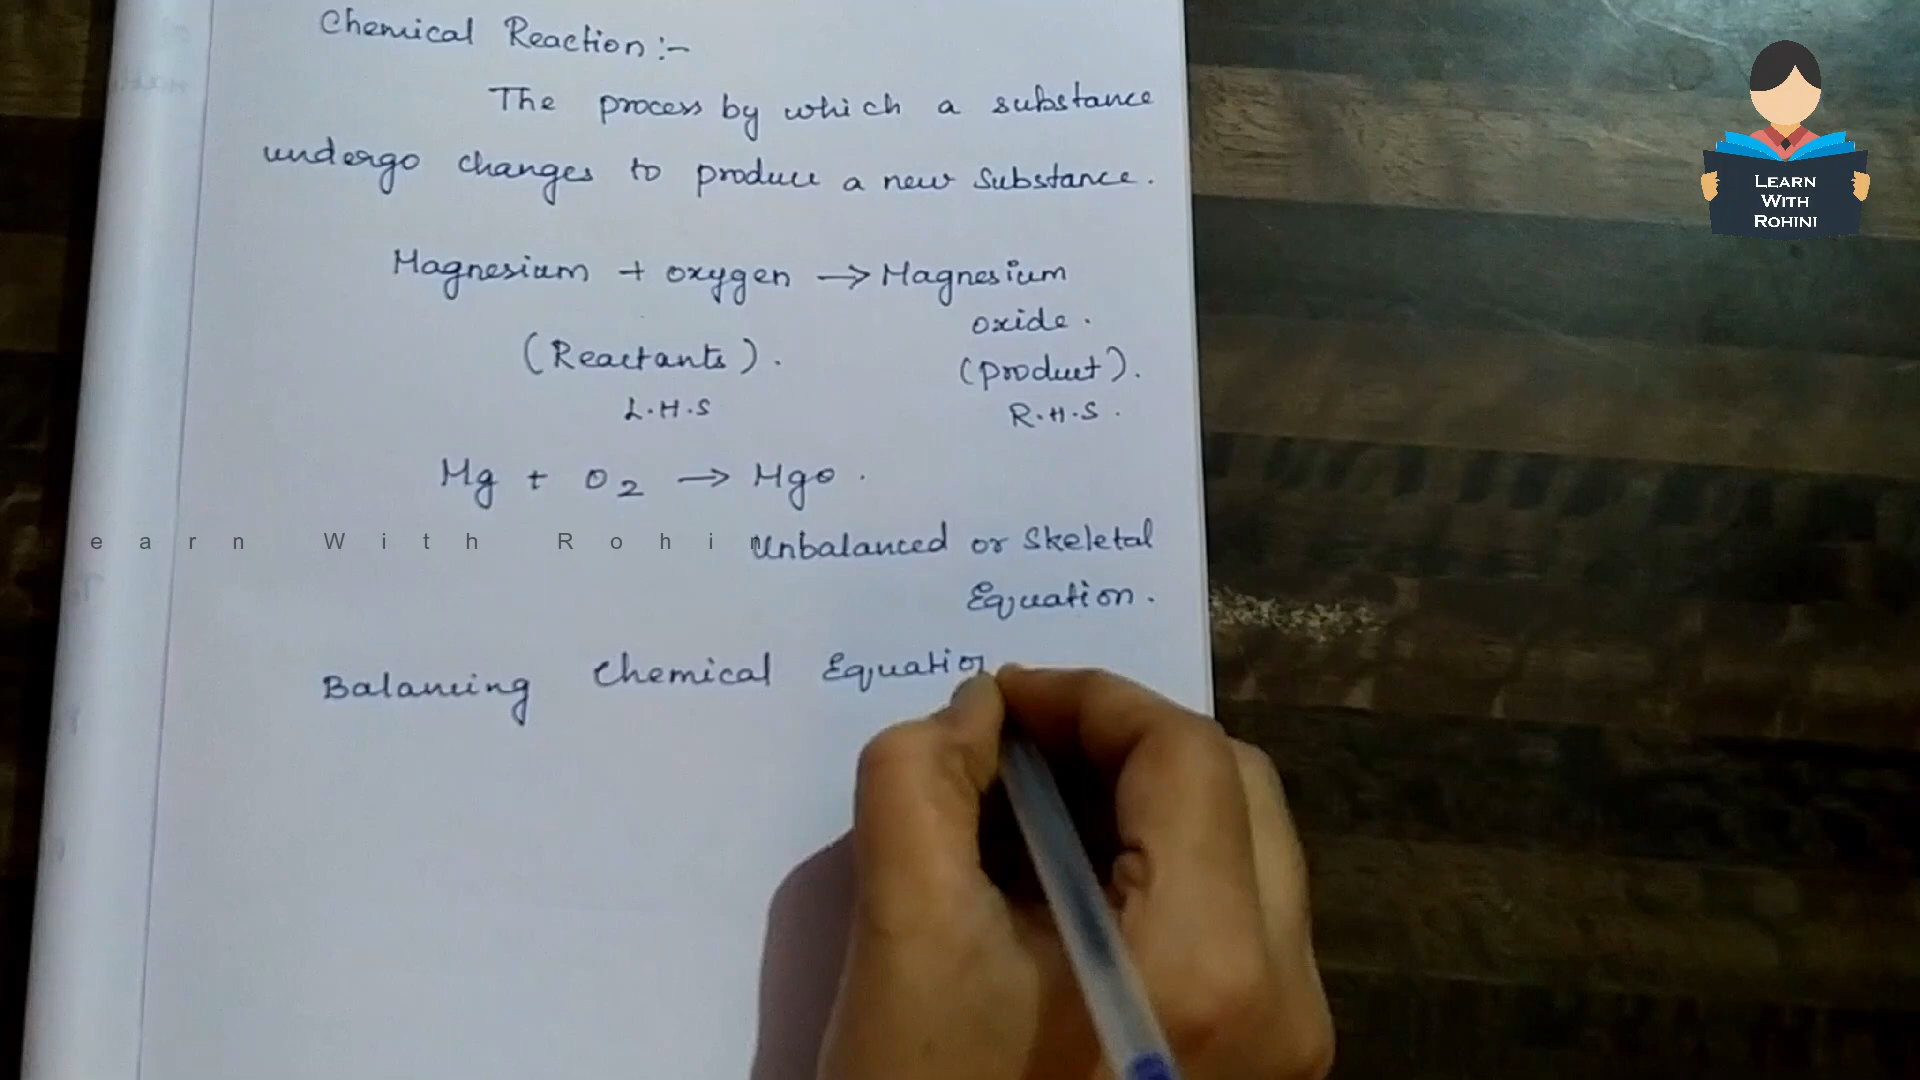 Chemical Reaction :-
The process by which a substance
undergo changes to produce a new substance.
Magnesium + oxygen → Magnesium
oxide.
(Reactants).
(product).
L.H.S
R.H.S.
Mg + O2 → MgO.
Unbalanced or Skeletal
Equation.
Balancing Chemical Equation
LEARN
WITH
ROHINI
e a r n W i t h R o h i n